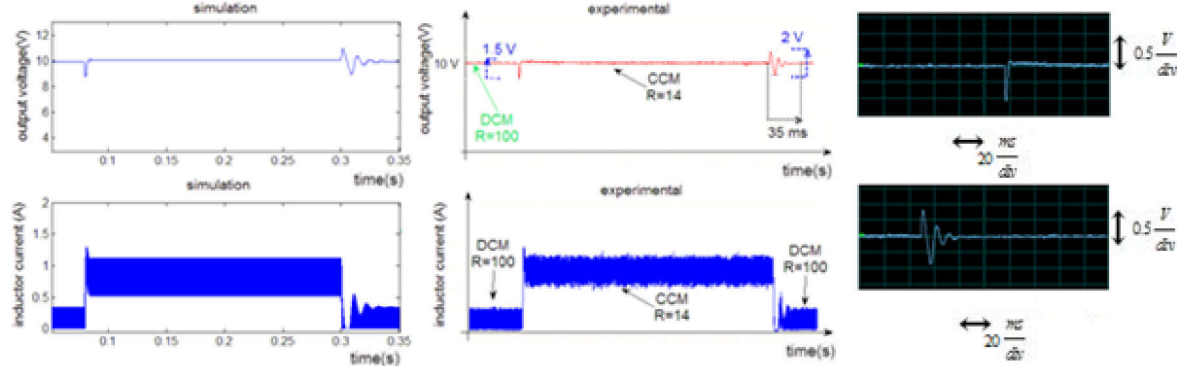 simulation
output voltage(V)
12
10
8
6
4
0.1
0.15
0.2
0.25
0.3
0.35
time(s)
experimental
output voltage(V)
10 V
1.5 V
2 V
CCM
R=14
DCM
R=100
35 ms
time(s)
0.5 V/div
20 ms/div
simulation
inductor current (A)
2
1.5
1
0.5
0
0.1
0.15
0.2
0.25
0.3
0.35
time(s)
experimental
inductor current (A)
DCM
R=100
CCM
R=14
DCM
R=100
time(s)
0.5 V/div
20 ms/div